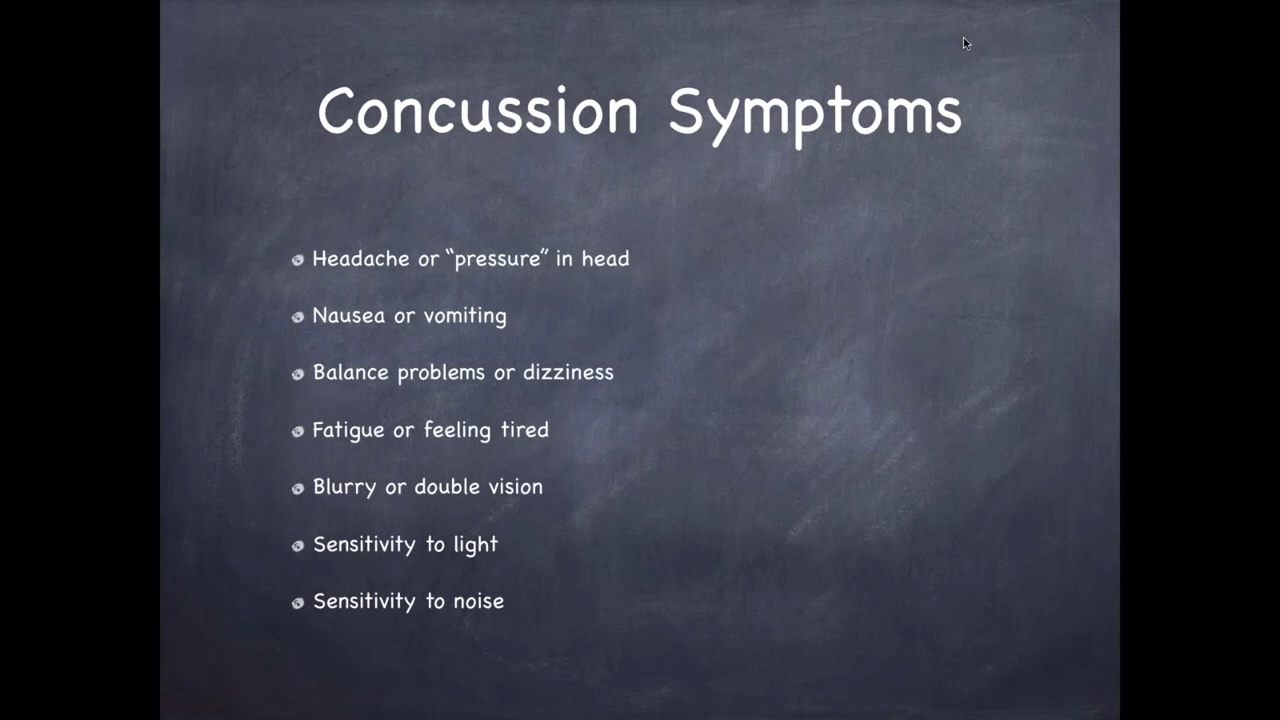 Concussion Symptoms
Headache or “pressure” in head
Nausea or vomiting
Balance problems or dizziness
Fatigue or feeling tired
Blurry or double vision
Sensitivity to light
Sensitivity to noise